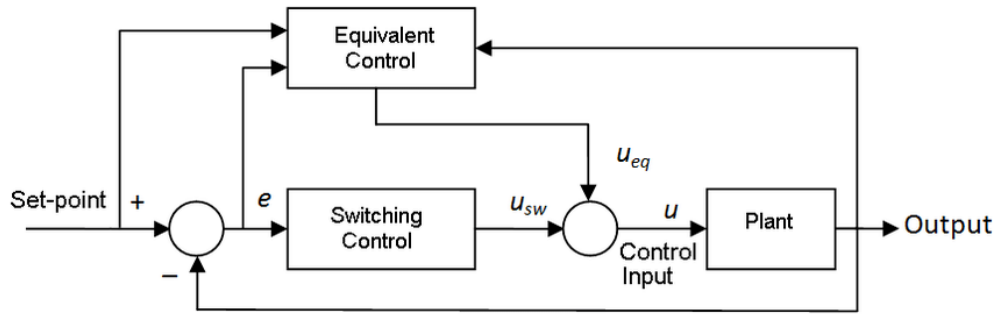 Equivalent
Control
u_eq
Set-point
+
e
Switching
Control
u_sw
u
Plant
Output
Control
Input
−